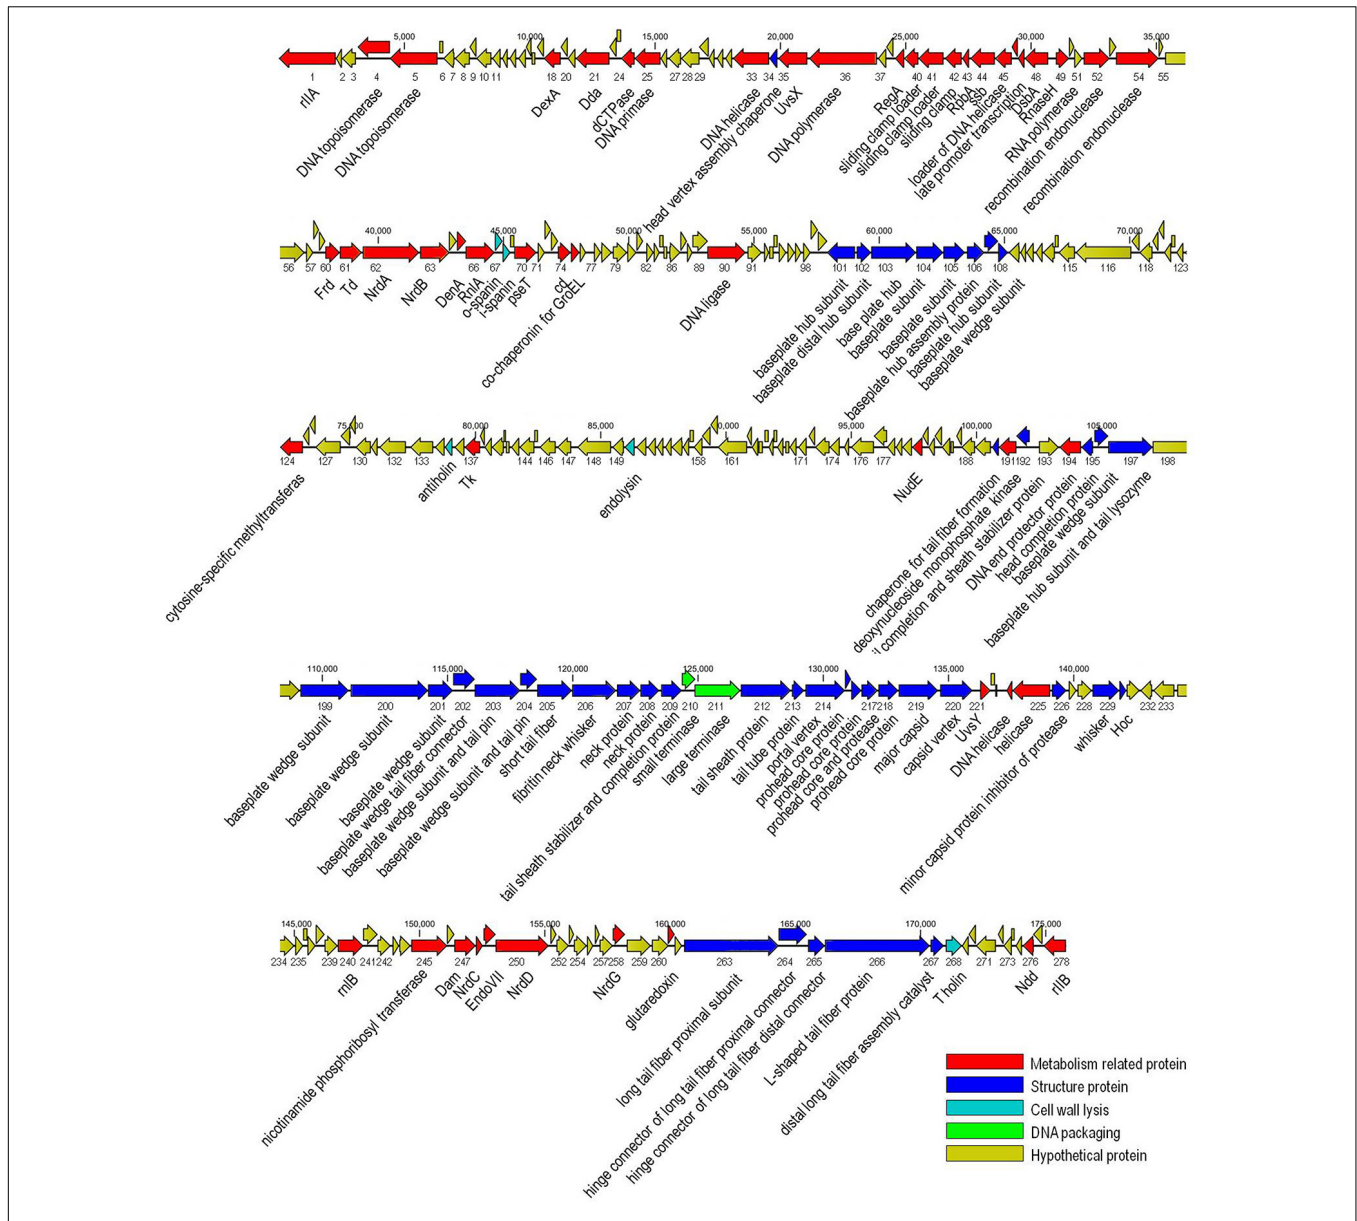 5,000 10,000 15,000 20,000 25,000 30,000 35,000
1 2 3 4 5 6 7 8 9 10 11 18 20 21 24 25 27 28 29 33 34 35 36 37 40 41 42 43 44 45 48 49 51 52 54 55
rIIA
DNA topoisomerase
DNA topoisomerase
DexA
Dda
dCTPase
DNA primase
DNA helicase
head vertex assembly chaperone
UvsX
DNA polymerase
RegA
sliding clamp loader
sliding clamp loader
sliding clamp
RpbA
ssb
loader of DNA helicase
late promoter transcription
DsbA
RnaseH
RNA polymerase
recombination endonuclease
recombination endonuclease
40,000 45,000 50,000 55,000 60,000 65,000 70,000
56 57 60 61 62 63 66 67 70 71 74 77 79 82 86 89 90 91 98 101 102 103 104 105 106 108 115 116 118 123
Frd
Td
NrdA
NrdB
DenA
RnlA
o-spanin
i-spanin
pseT
cd
co-chaperonin for GroEL
DNA ligase
baseplate hub subunit
baseplate distal hub subunit
base plate hub
baseplate subunit
baseplate subunit
baseplate hub assembly protein
baseplate hub subunit
baseplate wedge subunit
80,000 85,000 95,000 100,000 105,000
124 127 130 132 133 137 144 146 147 148 149 158 161 171 174 176 177 188 191 192 193 194 195 197 198
cytosine-specific methyltransferas
antiholin
Tk
endolysin
NudE
chaperone for tail fiber formation
deoxynucleoside monophosphate kinase
il completion and sheath stabilizer protein
DNA end protector protein
head completion protein
baseplate wedge subunit
baseplate hub subunit and tail lysozyme
110,000 115,000 120,000 125,000 130,000 135,000 140,000
199 200 201 202 203 204 205 206 207 208 209 210 211 212 213 214 217 218 219 220 221 225 226 228 229 232 233
baseplate wedge subunit
baseplate wedge subunit
baseplate wedge subunit
baseplate wedge tail fiber connector
baseplate wedge subunit and tail pin
baseplate wedge subunit and tail pin
short tail fiber
fibritin neck whisker
neck protein
neck protein
tail sheath stabilizer and completion protein
small terminase
large terminase
tail sheath protein
tail tube protein
portal vertex
prohead core protein
prohead core protein
prohead core and protease
prohead core protein
major capsid
capsid vertex
UvsY
DNA helicase
helicase
minor capsid protein inhibitor of protease
whisker
Hoc
145,000 150,000 155,000 160,000 165,000 170,000 175,000
234 235 239 240 241 242 245 247 250 252 254 257 258 259 260 263 264 265 266 267 268 271 273 276 278
rnlB
nicotinamide phosphoribosyl transferase
Dam
NrdC
EndoVII
NrdD
NrdG
glutaredoxin
long tail fiber proximal subunit
hinge connector of long tail fiber proximal connector
hinge connector of long tail fiber distal connector
L-shaped tail fiber protein
distal long tail fiber assembly catalyst
T holin
Ndd
rIIB
Metabolism related protein
Structure protein
Cell wall lysis
DNA packaging
Hypothetical protein